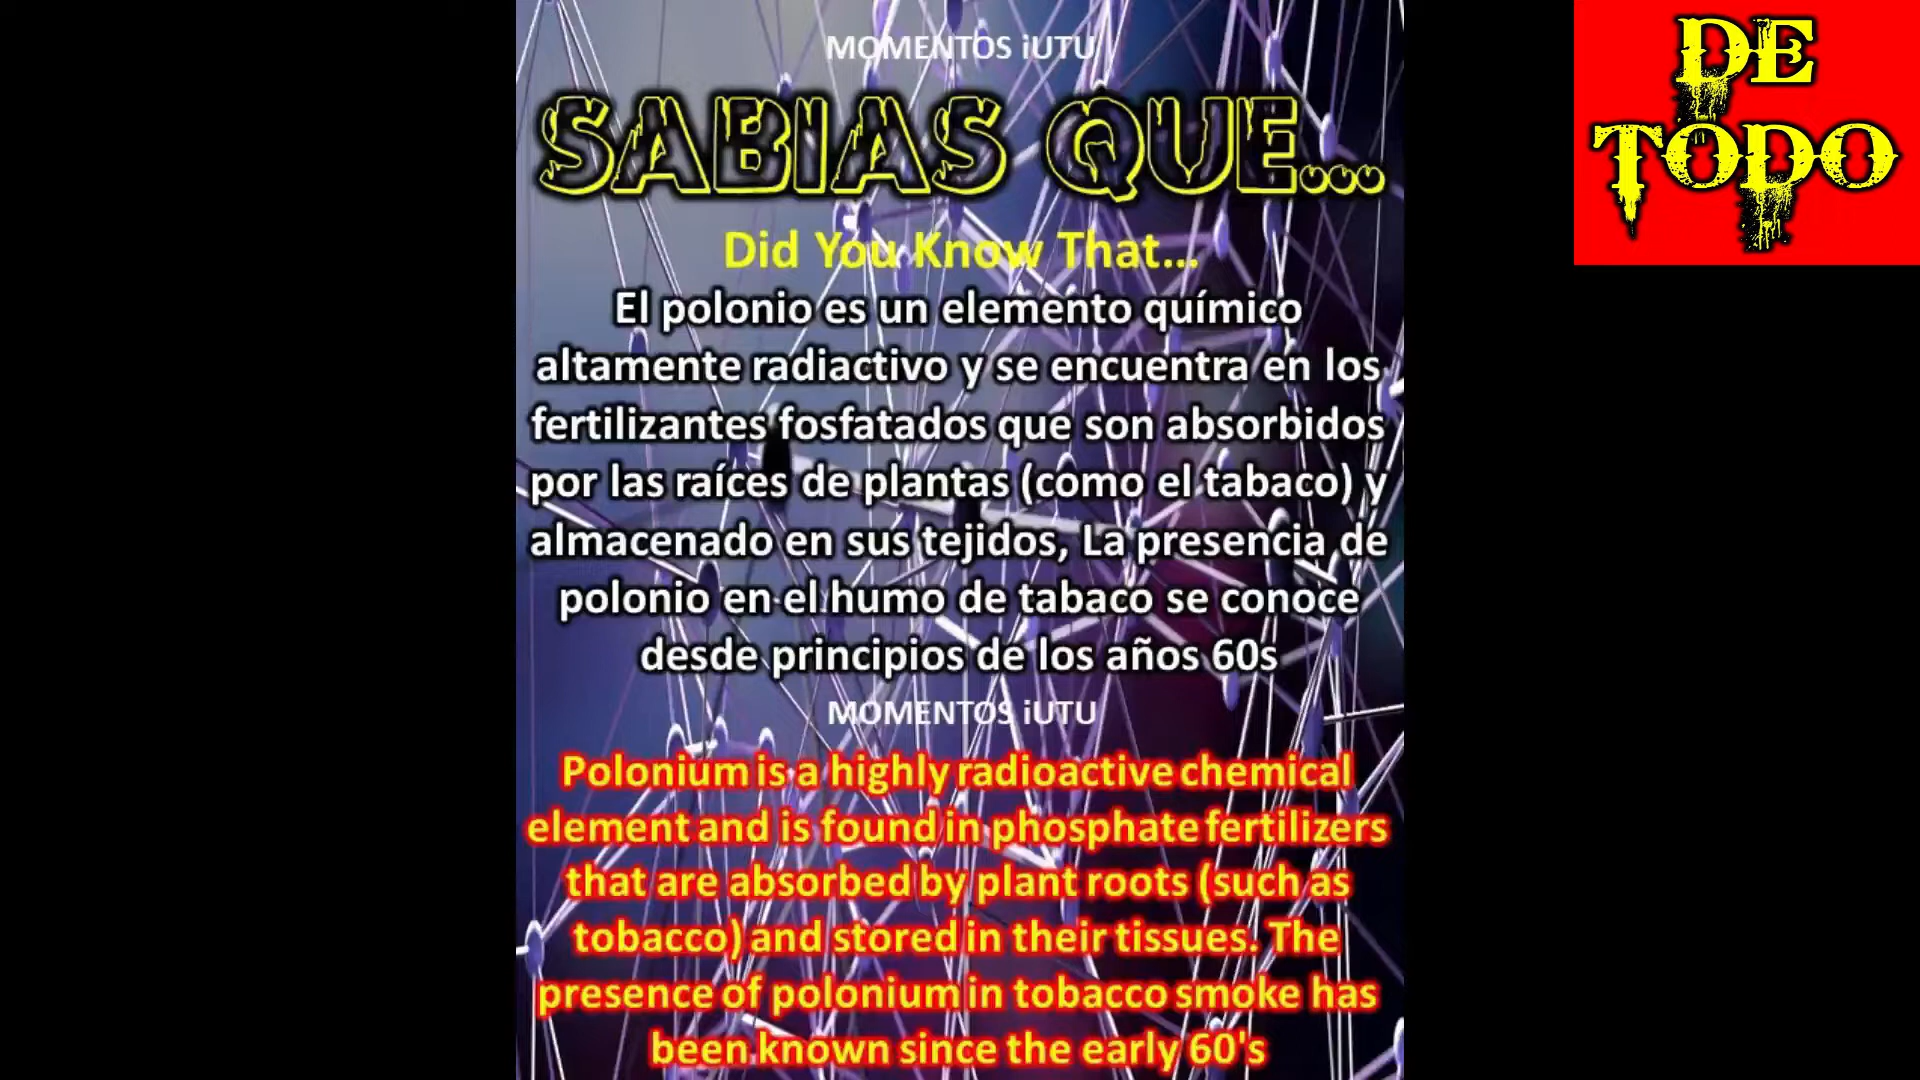 MOMENTOS iUTU
SABIAS QUE...
Did You Know That...
El polonio es un elemento químico
altamente radiactivo y se encuentra en los
fertilizantes fosfatados que son absorbidos
por las raíces de plantas (como el tabaco) y
almacenado en sus tejidos, La presencia de
polonio en el humo de tabaco se conoce
desde principios de los años 60s
MOMENTOS iUTU
Polonium is a highly radioactive chemical
element and is found in phosphate fertilizers
that are absorbed by plant roots (such as
tobacco) and stored in their tissues. The
presence of polonium in tobacco smoke has
been known since the early 60's
DE
TODO